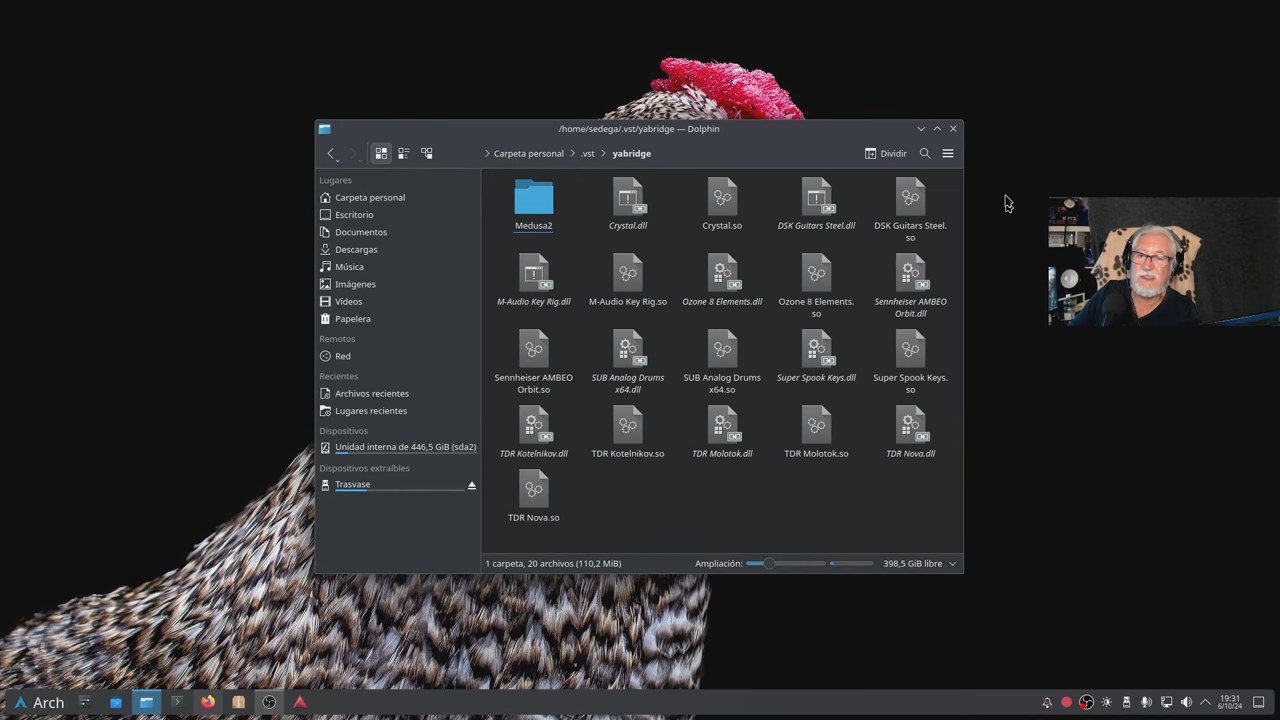 /home/sedega/.vst/yabridge — Dolphin
Carpeta personal
.vst
yabridge
Dividir
Lugares
Carpeta personal
Escritorio
Documentos
Descargas
Música
Imágenes
Vídeos
Papelera
Remotos
Red
Recientes
Archivos recientes
Lugares recientes
Dispositivos
Unidad interna de 446,5 GiB (sda2)
Dispositivos extraíbles
Trasvase
Medusa2
Crystal.dll
Crystal.so
DSK Guitars Steel.dll
DSK Guitars Steel.
so
M-Audio Key Rig.dll
M-Audio Key Rig.so
Ozone 8 Elements.dll
Ozone 8 Elements.
so
Sennheiser AMBEO
Orbit.dll
Sennheiser AMBEO
Orbit.so
SUB Analog Drums
x64.dll
SUB Analog Drums
x64.so
Super Spook Keys.dll
Super Spook Keys.
so
TDR Kotelnikov.dll
TDR Kotelnikov.so
TDR Molotok.dll
TDR Molotok.so
TDR Nova.dll
TDR Nova.so
1 carpeta, 20 archivos (110,2 MiB)
Ampliación:
398,5 GiB libre
Arch
19:31
6/10/24